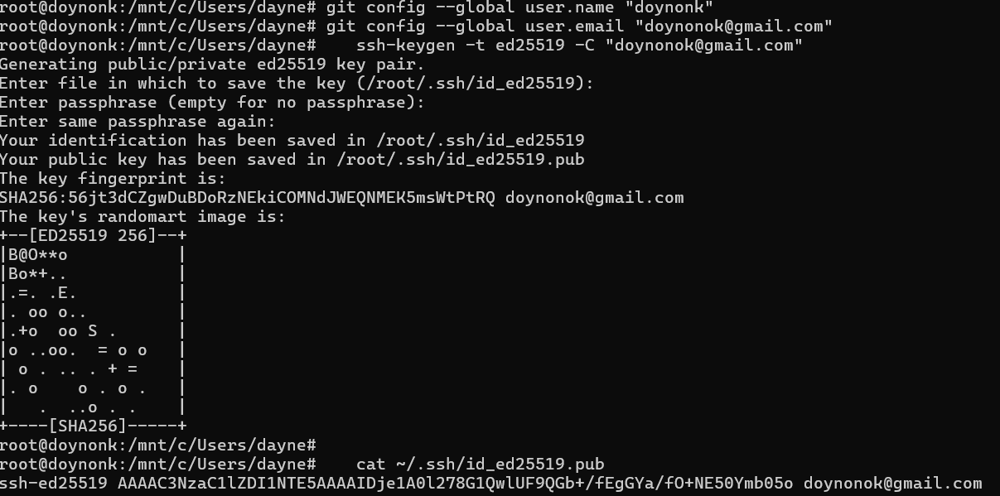 root@doynonk:/mnt/c/Users/dayne# git config --global user.name "doynonk"
root@doynonk:/mnt/c/Users/dayne# git config --global user.email "doynonok@gmail.com"
root@doynonk:/mnt/c/Users/dayne#    ssh-keygen -t ed25519 -C "doynonok@gmail.com"
Generating public/private ed25519 key pair.
Enter file in which to save the key (/root/.ssh/id_ed25519):
Enter passphrase (empty for no passphrase):
Enter same passphrase again:
Your identification has been saved in /root/.ssh/id_ed25519
Your public key has been saved in /root/.ssh/id_ed25519.pub
The key fingerprint is:
SHA256:56jt3dCZgwDuBDoRzNEkiCOMNdJWEQNMEK5msWtPtRQ doynonok@gmail.com
The key's randomart image is:
+--[ED25519 256]--+
|B@O**o           |
|Bo*+..           |
|.=. .E.          |
|. oo o..         |
|.+o  oo S .      |
|o ..oo.  = o o   |
| o . .. . + =    |
|. o    o . o .   |
|   .  ..o . .    |
+----[SHA256]-----+
root@doynonk:/mnt/c/Users/dayne#
root@doynonk:/mnt/c/Users/dayne#    cat ~/.ssh/id_ed25519.pub
ssh-ed25519 AAAAC3NzaC1lZDI1NTE5AAAAIDje1A0l278G1QwlUF9QGb+/fEgGYa/fO+NE50Ymb05o doynonok@gmail.com